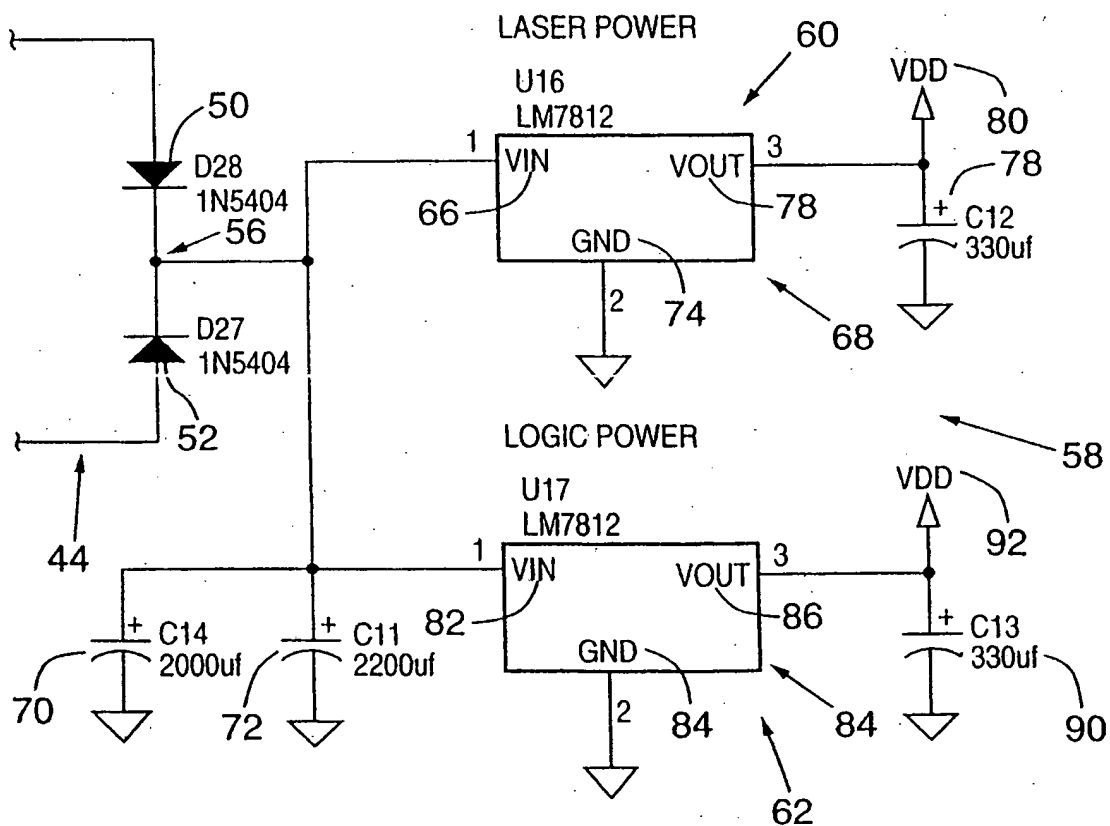 LASER POWER
60
U16
LM7812
VDD
80
50
1
VIN
VOUT
3
78
D28
1N5404
66
78
+
C12
330uf
56
GND
74
2
68
D27
1N5404
52
LOGIC POWER
58
U17
LM7812
VDD
92
44
1
VIN
VOUT
3
82
86
+
C14
2000uf
+
C11
2200uf
+
C13
330uf
GND
70
72
2
84
84
90
62